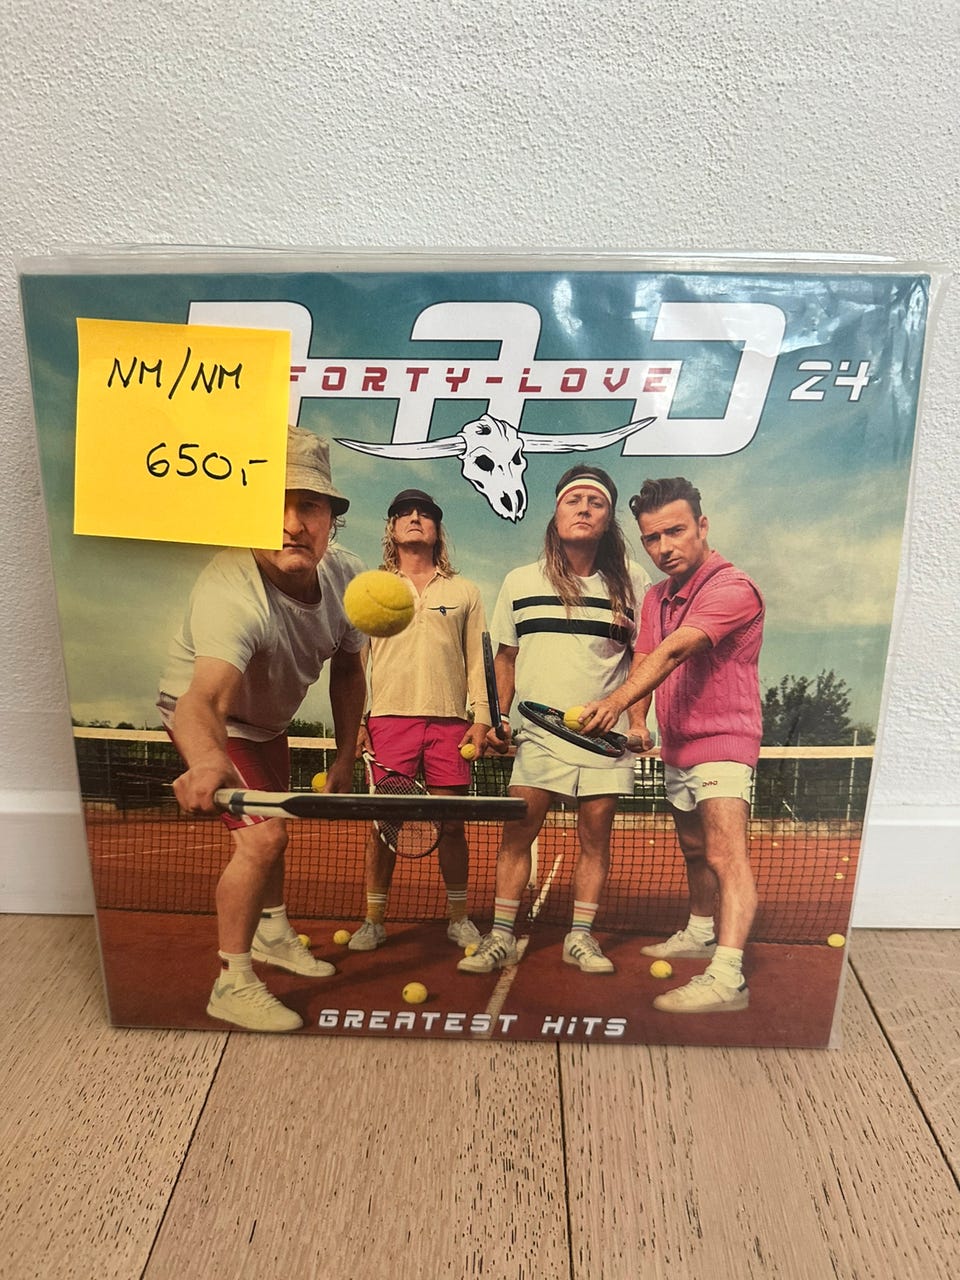 NM/NM
650,-
D-A-D
FORTY-LOVE
24
D-A-D
GREATEST HiTS